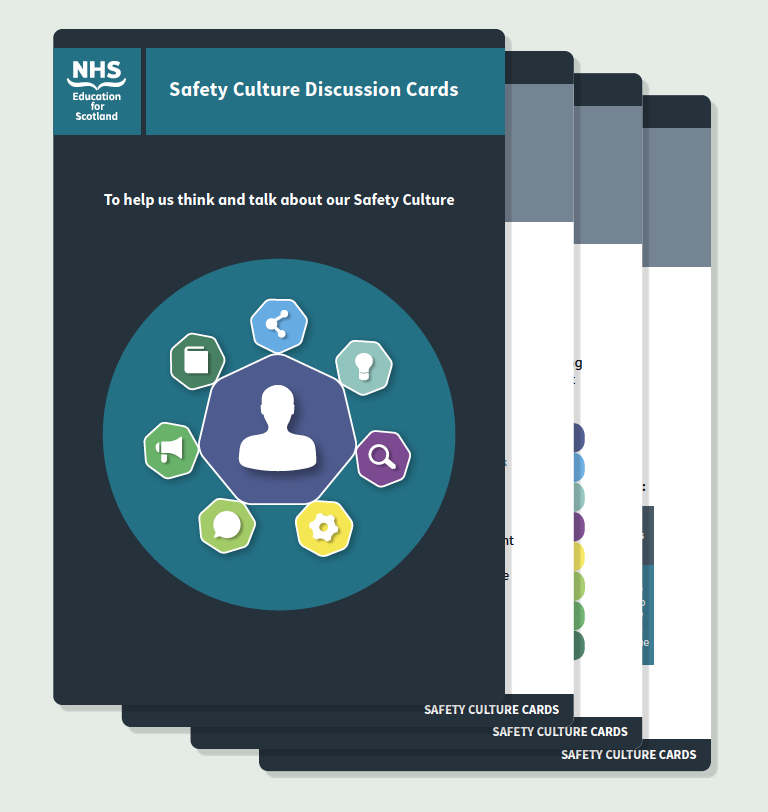 NHS
Education
for
Scotland
Safety Culture Discussion Cards
To help us think and talk about our Safety Culture
SAFETY CULTURE CARDS
SAFETY CULTURE CARDS
SAFETY CULTURE CARDS